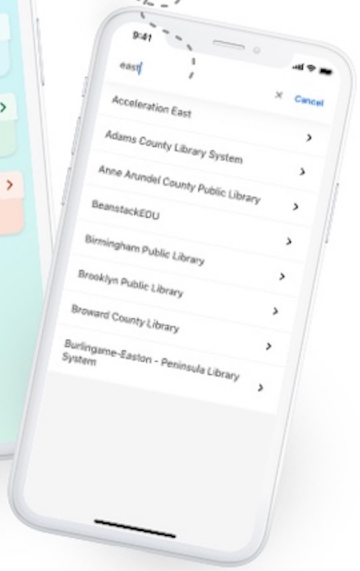 9:41
east
Cancel
Acceleration East
Adams County Library System
Anne Arundel County Public Library
BeanstackEDU
Birmingham Public Library
Brooklyn Public Library
Broward County Library
Burlingame-Easton - Peninsula Library
System